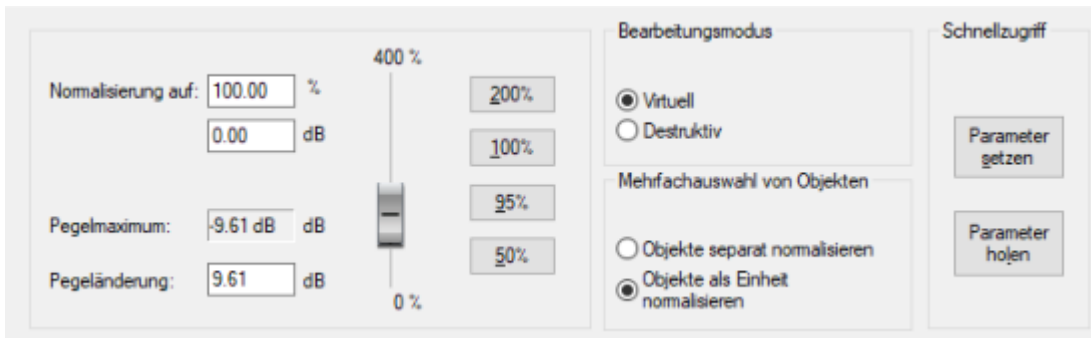 400 %
Normalisierung auf: 100.00 %
0.00 dB
Pegelmaximum: -9.61 dB dB
Pegeländerung: 9.61 dB
0 %
200%
100%
95%
50%
Bearbeitungsmodus
Virtuell
Destruktiv
Mehrfachauswahl von Objekten
Objekte separat normalisieren
Objekte als Einheit
normalisieren
Schnellzugriff
Parameter
setzen
Parameter
holen